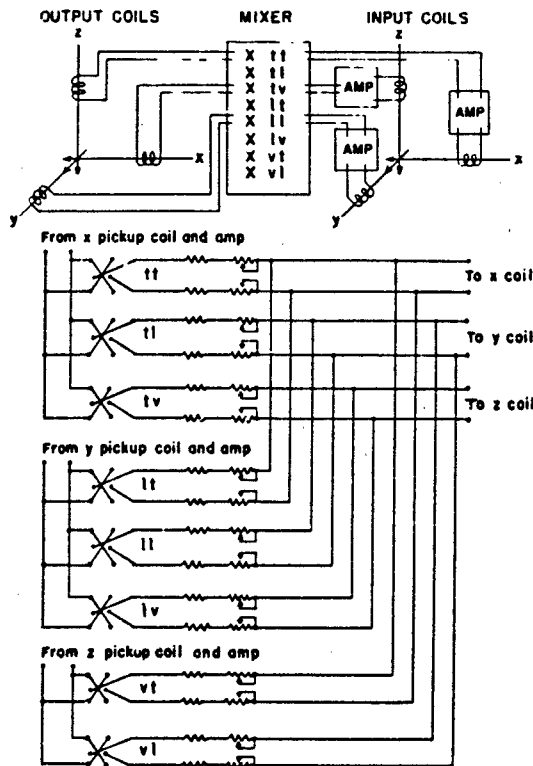 OUTPUT COILS MIXER INPUT COILS
z z
X tt
X tl
X tv
X lt
X ll
X lv
X vt
X vl
AMP
AMP
AMP
x x
y y
From x pickup coil and amp
tt
To x coil
tl
To y coil
tv
To z coil
From y pickup coil and amp
lt
ll
lv
From z pickup coil and amp
vt
vl